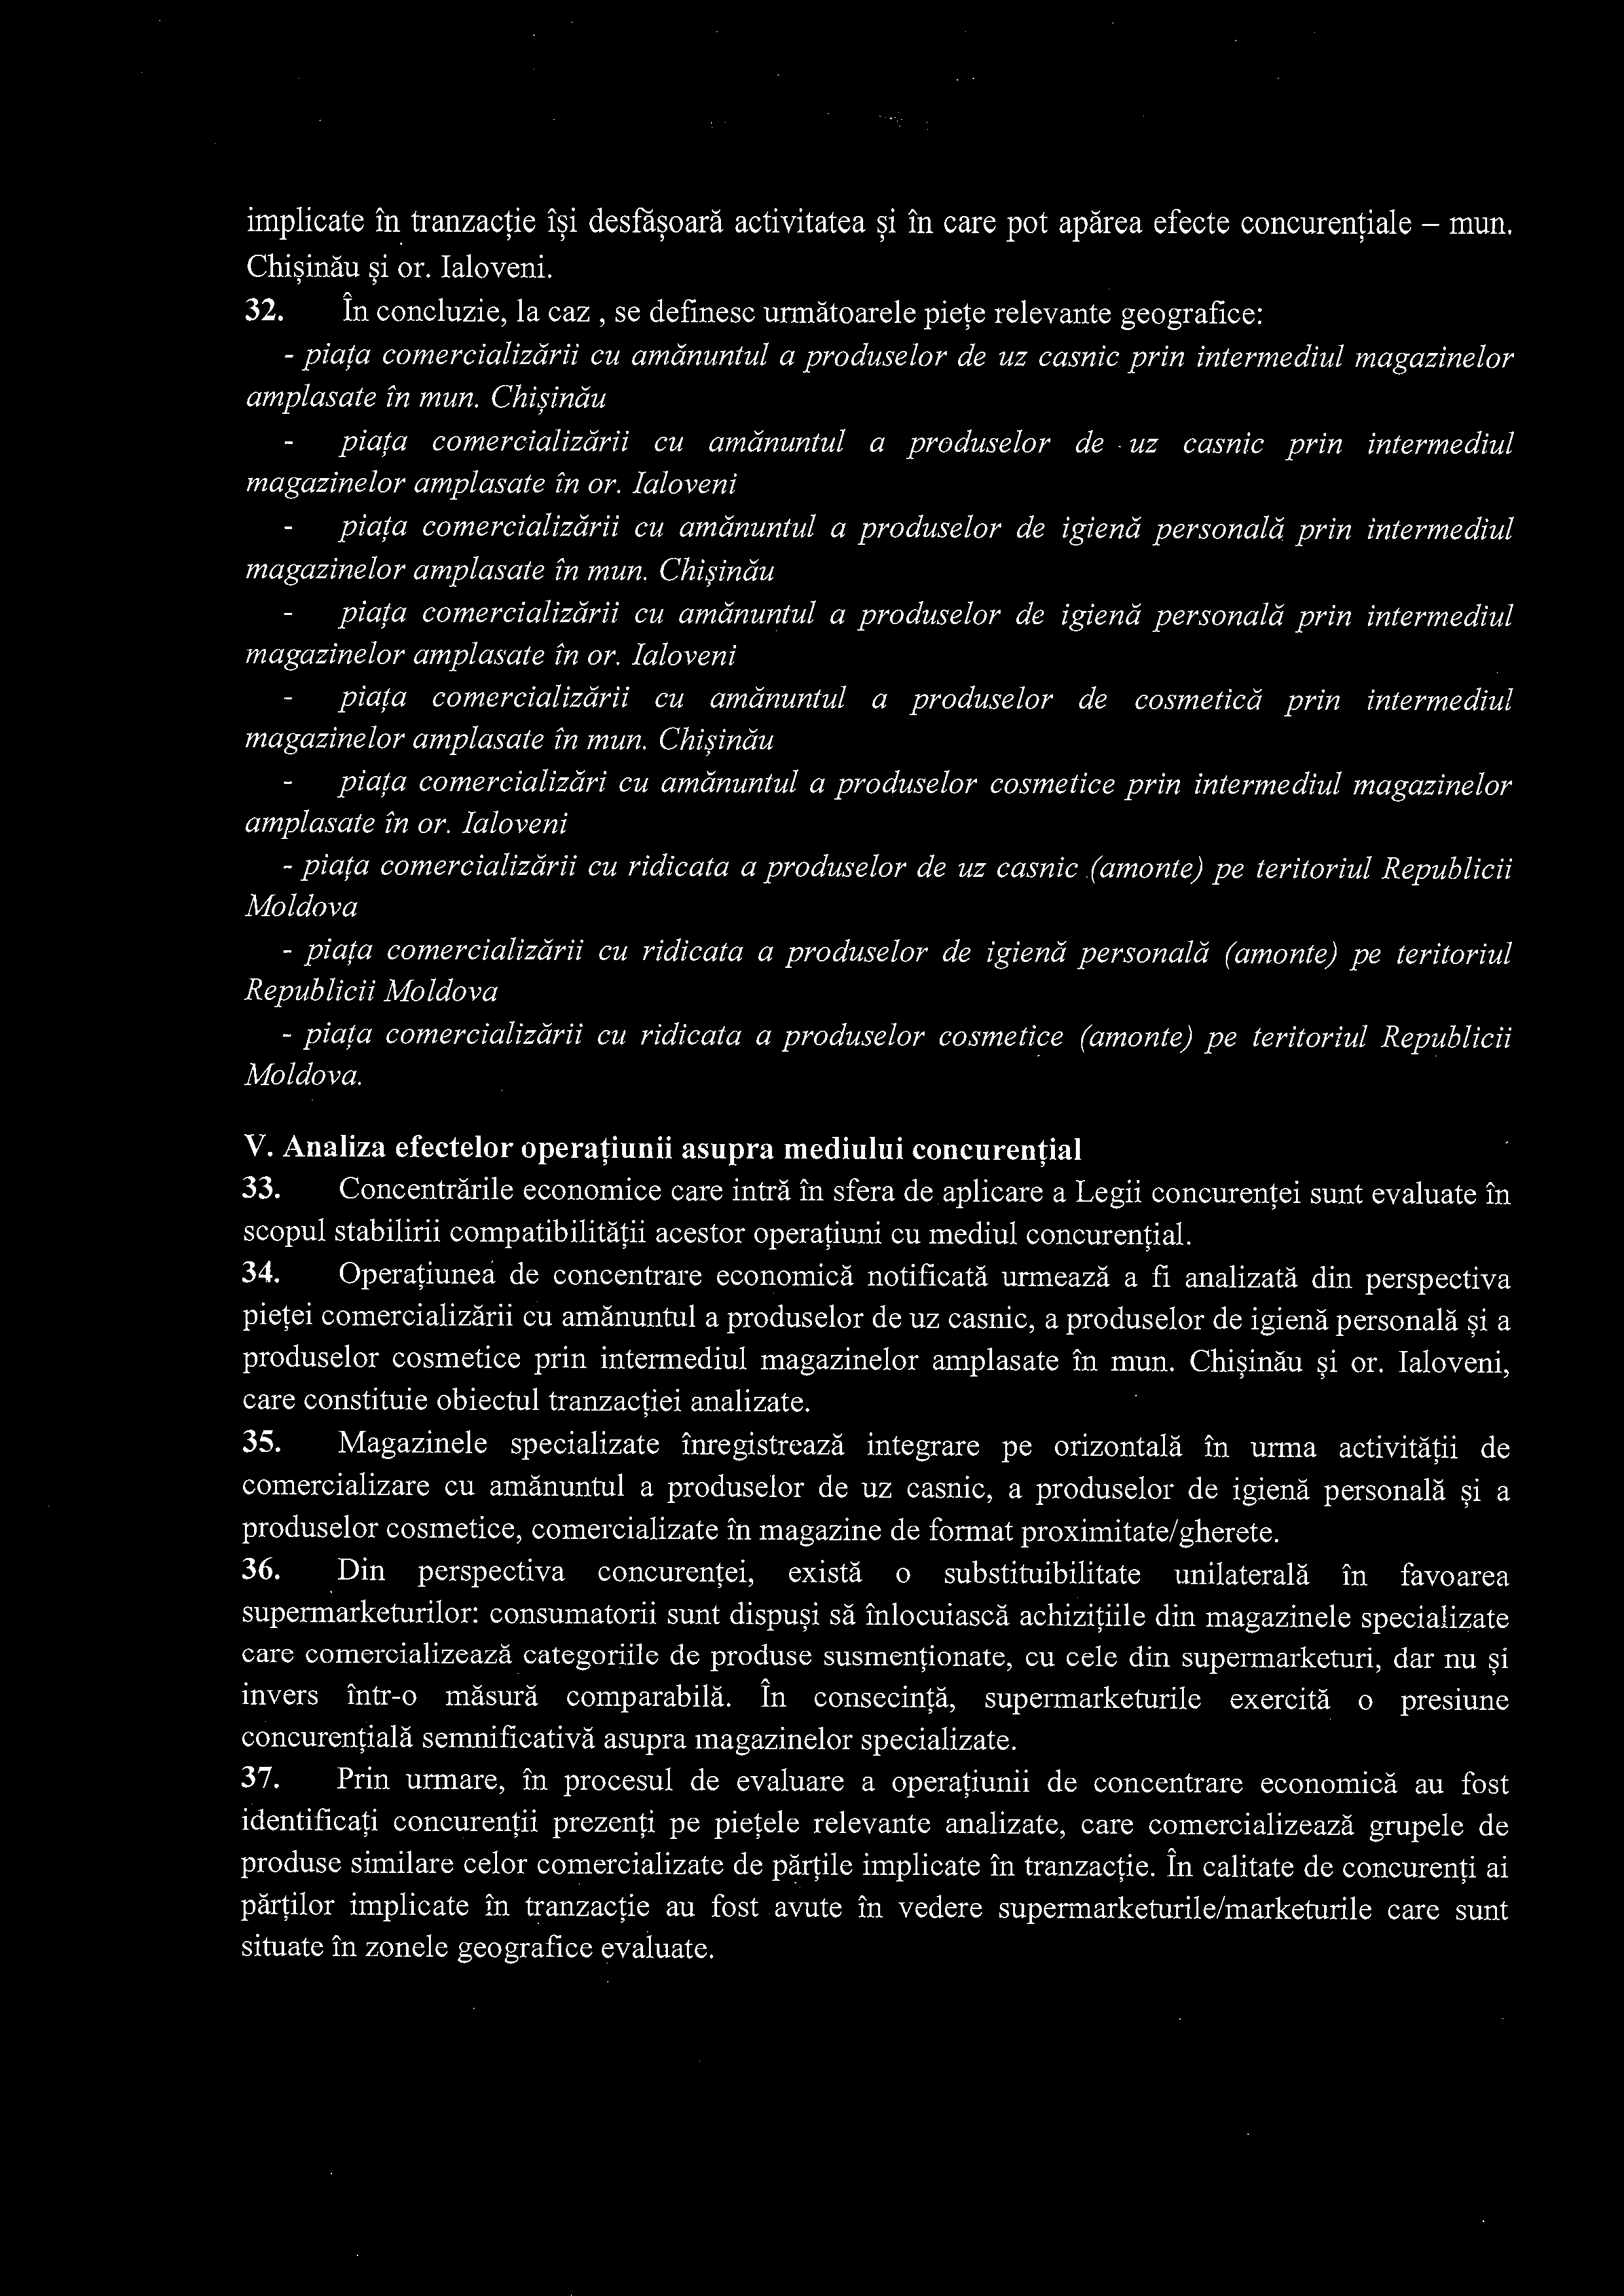 implicate în tranzacție își desfășoară activitatea și în care pot apărea efecte concurențiale – mun.
Chișinău și or. Ialoveni.
32. În concluzie, la caz , se definesc următoarele piețe relevante geografice:
- piața comercializării cu amănuntul a produselor de uz casnic prin intermediul magazinelor
amplasate în mun. Chișinău
- piața comercializării cu amănuntul a produselor de uz casnic prin intermediul
magazinelor amplasate în or. Ialoveni
- piața comercializării cu amănuntul a produselor de igienă personală prin intermediul
magazinelor amplasate în mun. Chișinău
- piața comercializării cu amănuntul a produselor de igienă personală prin intermediul
magazinelor amplasate în or. Ialoveni
- piața comercializării cu amănuntul a produselor de cosmetică prin intermediul
magazinelor amplasate în mun. Chișinău
- piața comercializări cu amănuntul a produselor cosmetice prin intermediul magazinelor
amplasate în or. Ialoveni
- piața comercializării cu ridicata a produselor de uz casnic (amonte) pe teritoriul Republicii
Moldova
- piața comercializării cu ridicata a produselor de igienă personală (amonte) pe teritoriul
Republicii Moldova
- piața comercializării cu ridicata a produselor cosmetice (amonte) pe teritoriul Republicii
Moldova.
V. Analiza efectelor operațiunii asupra mediului concurențial
33. Concentrările economice care intră în sfera de aplicare a Legii concurenței sunt evaluate în
scopul stabilirii compatibilității acestor operațiuni cu mediul concurențial.
34. Operațiunea de concentrare economică notificată urmează a fi analizată din perspectiva
pieței comercializării cu amănuntul a produselor de uz casnic, a produselor de igienă personală și a
produselor cosmetice prin intermediul magazinelor amplasate în mun. Chișinău și or. Ialoveni,
care constituie obiectul tranzacției analizate.
35. Magazinele specializate înregistrează integrare pe orizontală în urma activității de
comercializare cu amănuntul a produselor de uz casnic, a produselor de igienă personală și a
produselor cosmetice, comercializate în magazine de format proximitate/gherete.
36. Din perspectiva concurenței, există o substituibilitate unilaterală în favoarea
supermarketurilor: consumatorii sunt dispuși să înlocuiască achizițiile din magazinele specializate
care comercializează categoriile de produse susmenționate, cu cele din supermarketuri, dar nu și
invers într-o măsură comparabilă. În consecință, supermarketurile exercită o presiune
concurențială semnificativă asupra magazinelor specializate.
37. Prin urmare, în procesul de evaluare a operațiunii de concentrare economică au fost
identificați concurenții prezenți pe piețele relevante analizate, care comercializează grupele de
produse similare celor comercializate de părțile implicate în tranzacție. În calitate de concurenți ai
părților implicate în tranzacție au fost avute în vedere supermarketurile/marketurile care sunt
situate în zonele geografice evaluate.